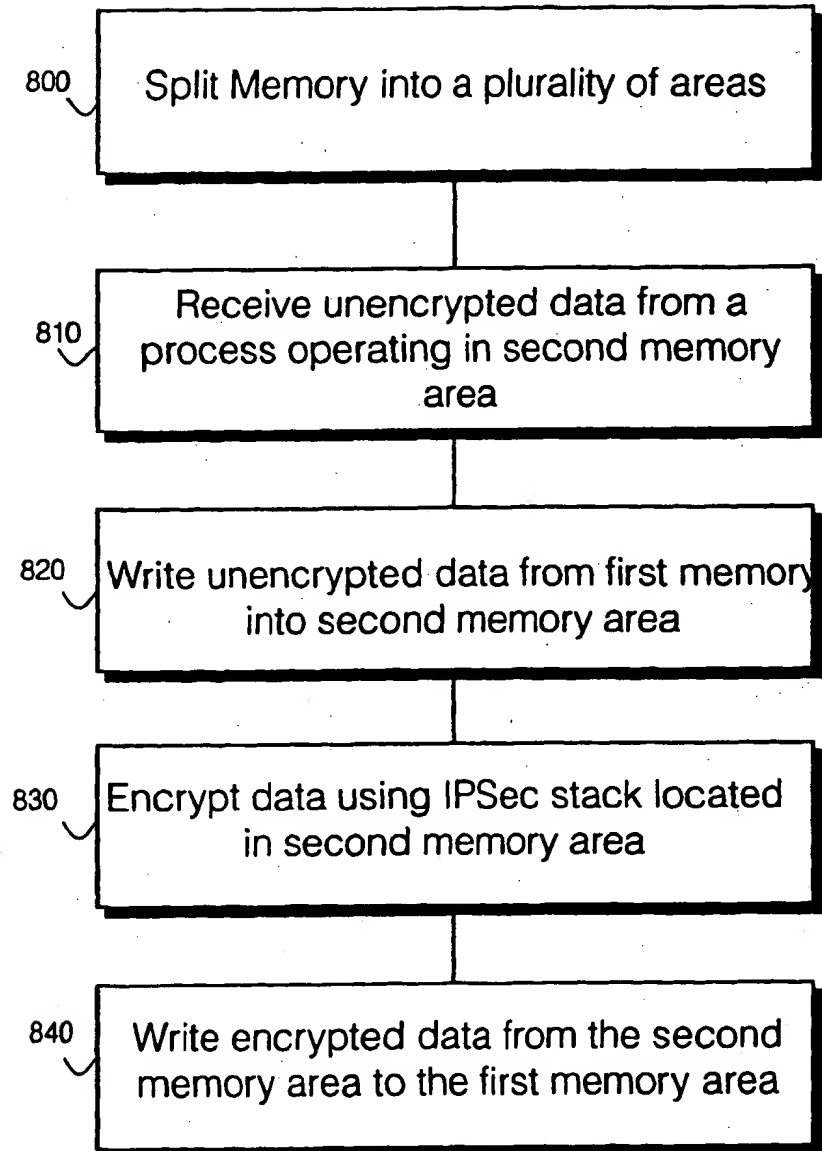 800
Split Memory into a plurality of areas
810
Receive unencrypted data from a
process operating in second memory
area
820
Write unencrypted data from first memory
into second memory area
830
Encrypt data using IPSec stack located
in second memory area
840
Write encrypted data from the second
memory area to the first memory area